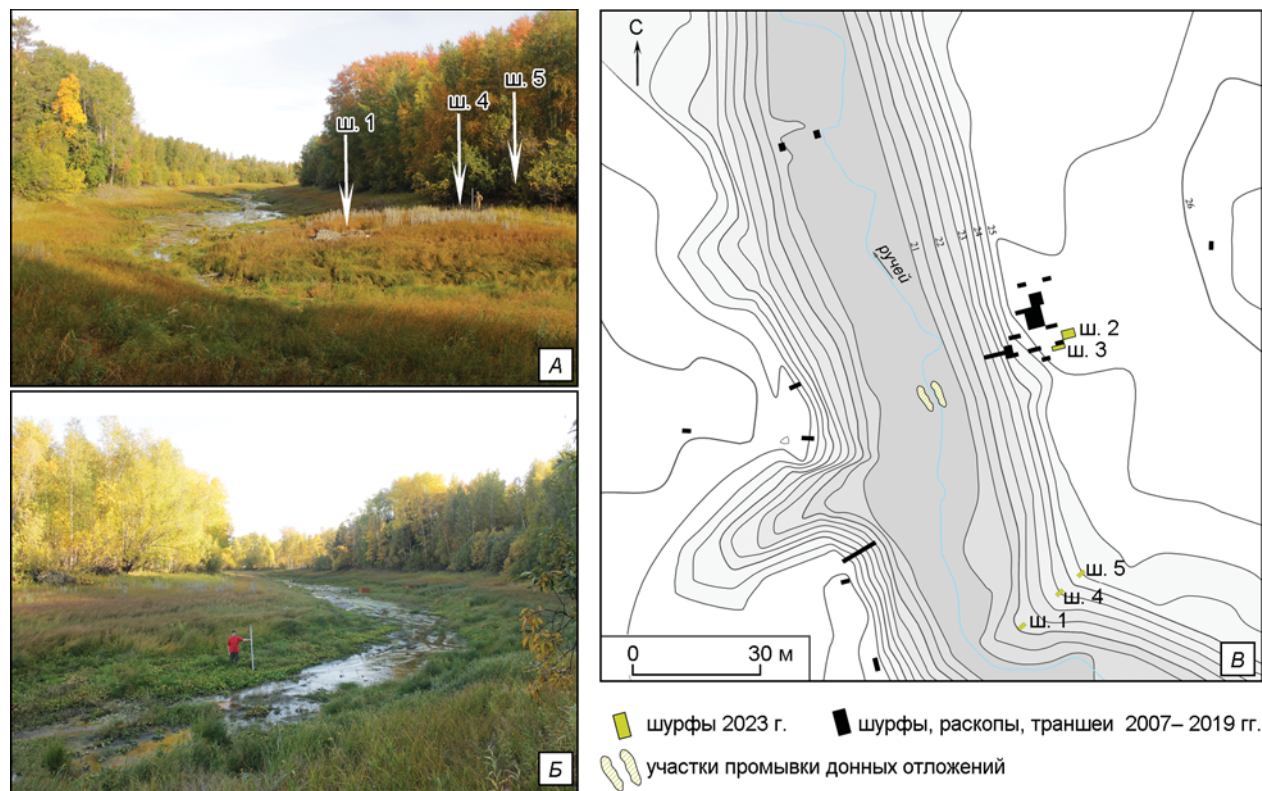 ш. 1
ш. 4
ш. 5
А
Б
С
ручей
21
22
23
24
25
26
ш. 2
ш. 3
ш. 5
ш. 4
ш. 1
0 30 м
В
шурфы 2023 г.
шурфы, раскопы, траншеи 2007– 2019 гг.
участки промывки донных отложений